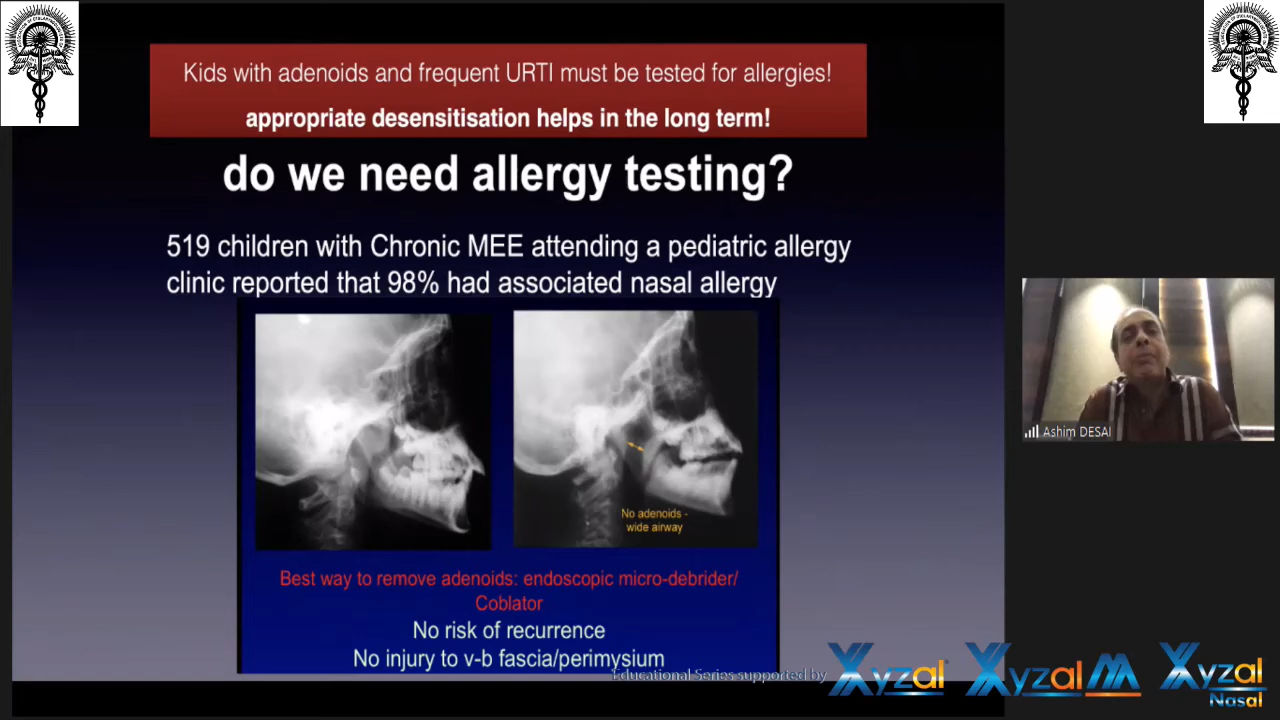 Kids with adenoids and frequent URTI must be tested for allergies!
appropriate desensitisation helps in the long term!
do we need allergy testing?
519 children with Chronic MEE attending a pediatric allergy
clinic reported that 98% had associated nasal allergy
No adenoids -
wide airway
Best way to remove adenoids: endoscopic micro-debrider/
Coblator
No risk of recurrence
No injury to v-b fascia/perimysium
Ashim DESAI
Educational Series supported by
Xyzal
Xyzal M
Xyzal
Nasal